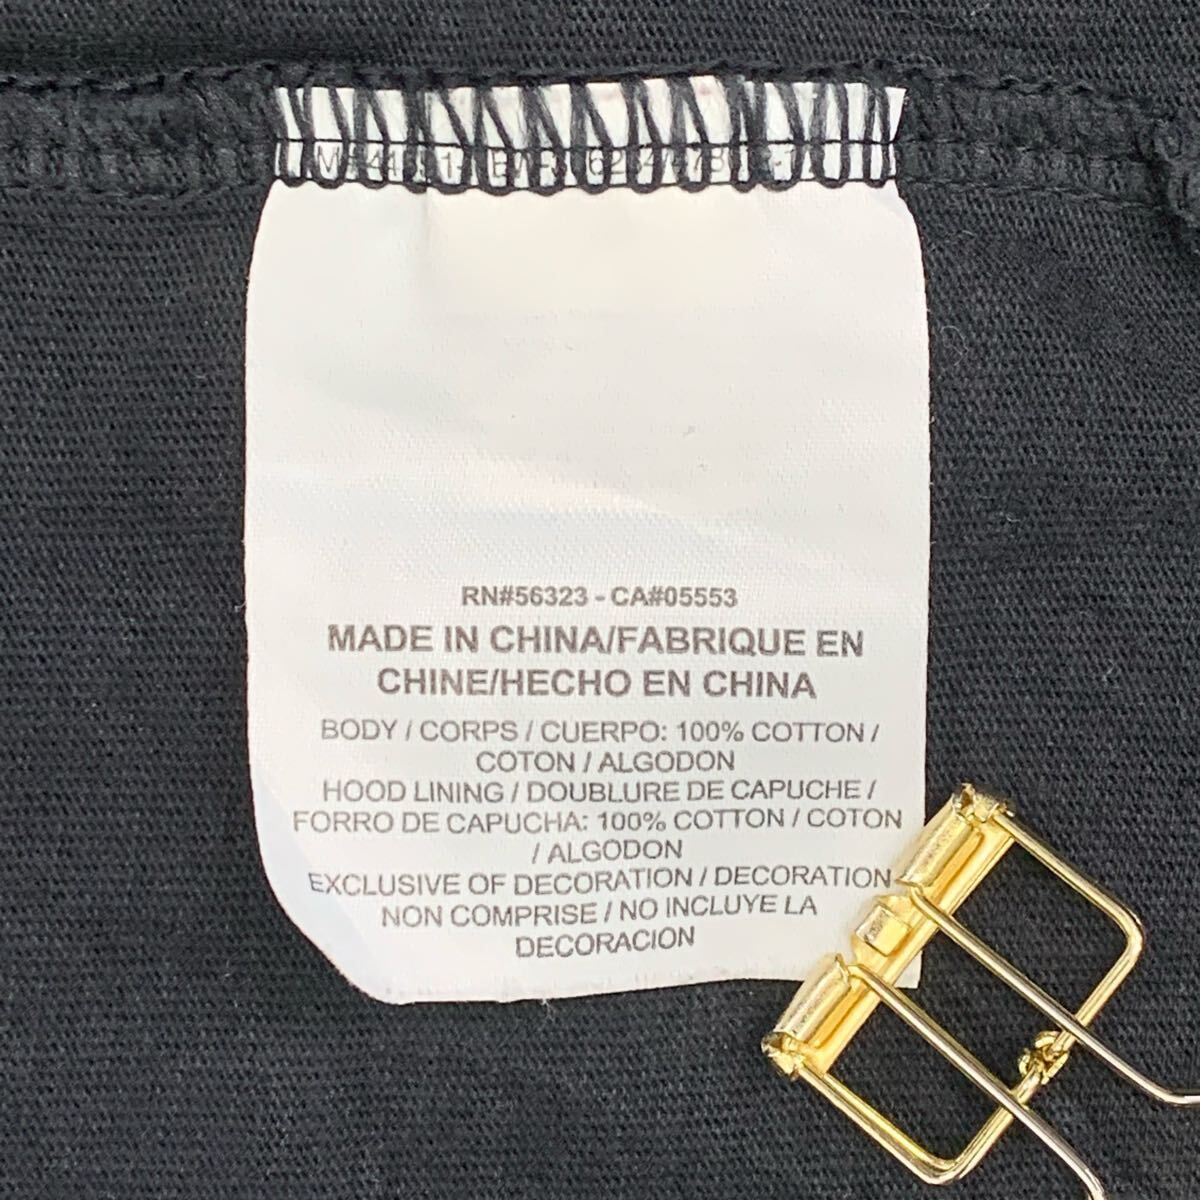 RN#56323 - CA#05553
MADE IN CHINA/FABRIQUE EN
CHINE/HECHO EN CHINA
BODY / CORPS / CUERPO: 100% COTTON /
COTON / ALGODON
HOOD LINING / DOUBLURE DE CAPUCHE /
FORRO DE CAPUCHA: 100% COTTON / COTON
/ ALGODON
EXCLUSIVE OF DECORATION / DECORATION
NON COMPRISE / NO INCLUYE LA
DECORACION